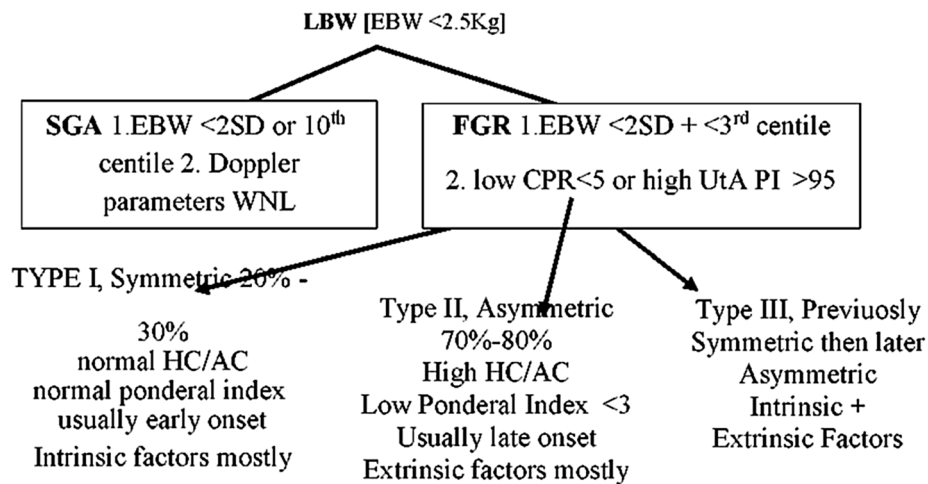 LBW [EBW <2.5Kg]
SGA 1.EBW <2SD or 10th
centile 2. Doppler
parameters WNL
FGR 1.EBW <2SD + <3rd centile
2. low CPR<5 or high UtA PI >95
TYPE I, Symmetric 20% -
30%
normal HC/AC
normal ponderal index
usually early onset
Intrinsic factors mostly
Type II, Asymmetric
70%-80%
High HC/AC
Low Ponderal Index <3
Usually late onset
Extrinsic factors mostly
Type III, Previuosly
Symmetric then later
Asymmetric
Intrinsic +
Extrinsic Factors